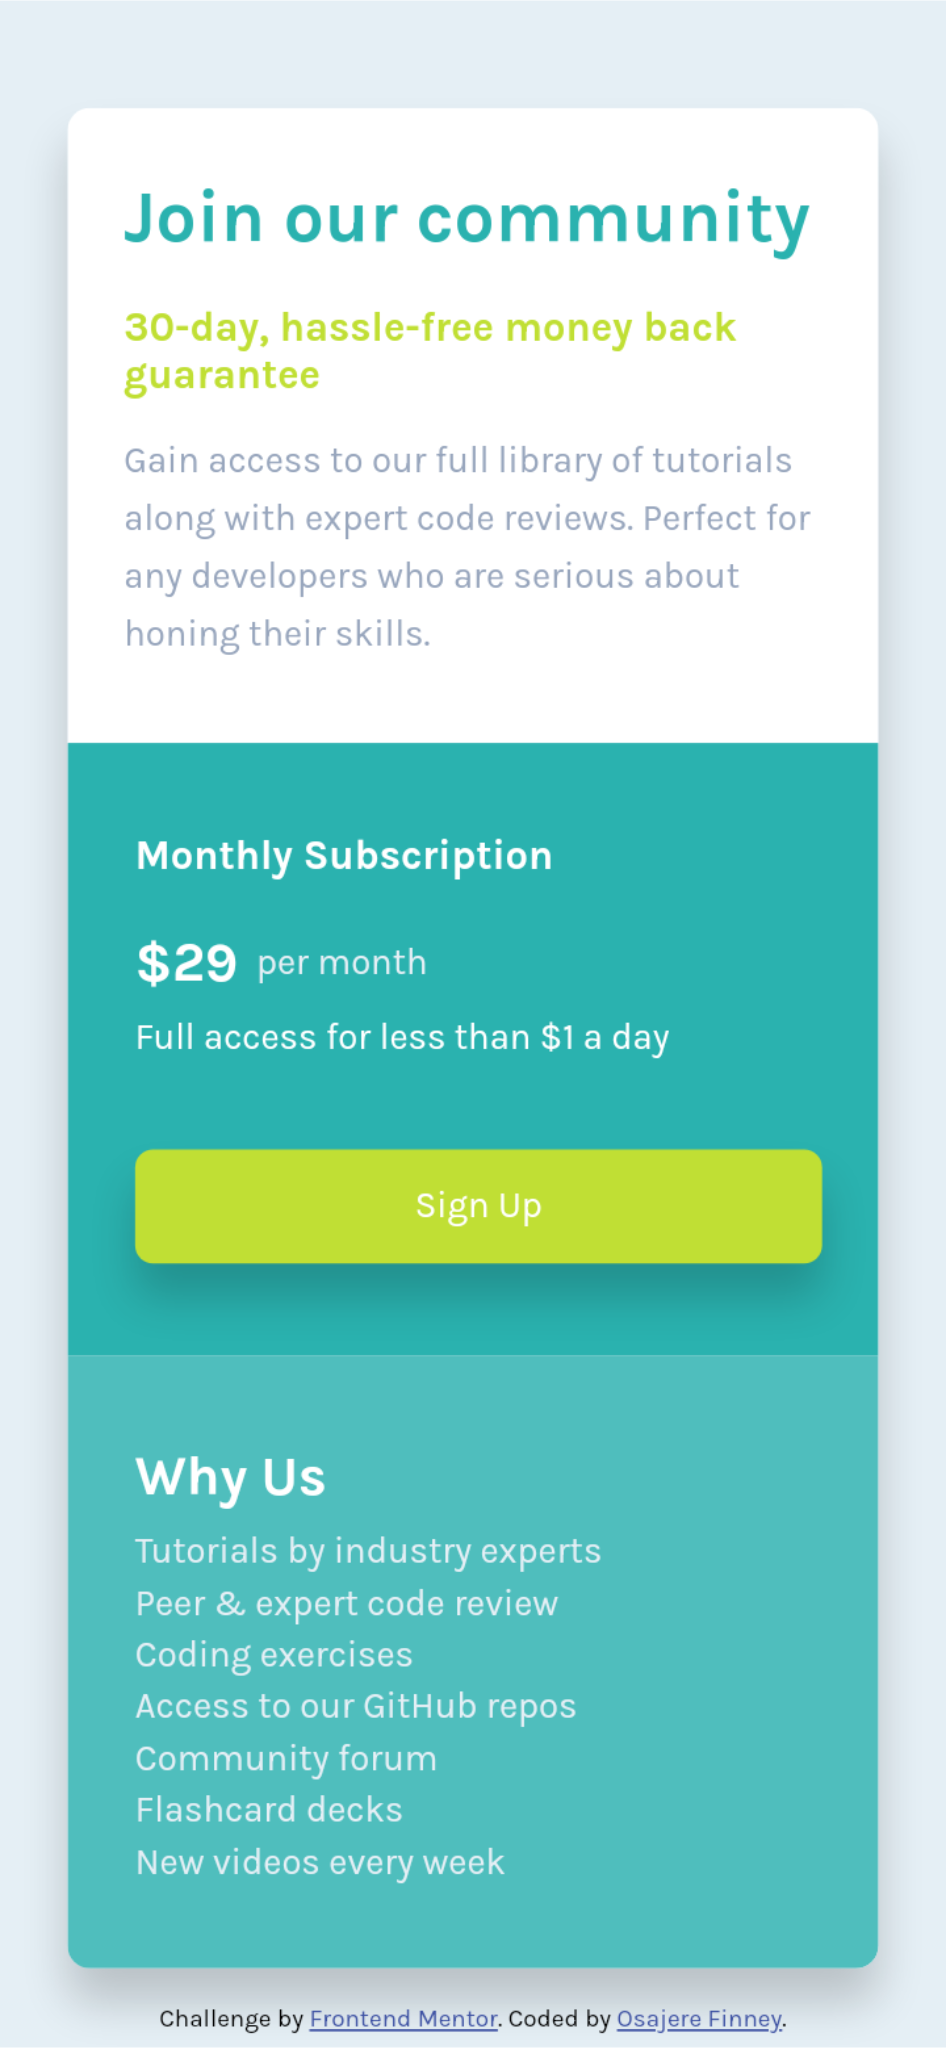 Join our community
30-day, hassle-free money back
guarantee
Gain access to our full library of tutorials
along with expert code reviews. Perfect for
any developers who are serious about
honing their skills.
Monthly Subscription
$29 per month
Full access for less than $1 a day
Sign Up
Why Us
Tutorials by industry experts
Peer & expert code review
Coding exercises
Access to our GitHub repos
Community forum
Flashcard decks
New videos every week
Challenge by Frontend Mentor. Coded by Osajere Finney.